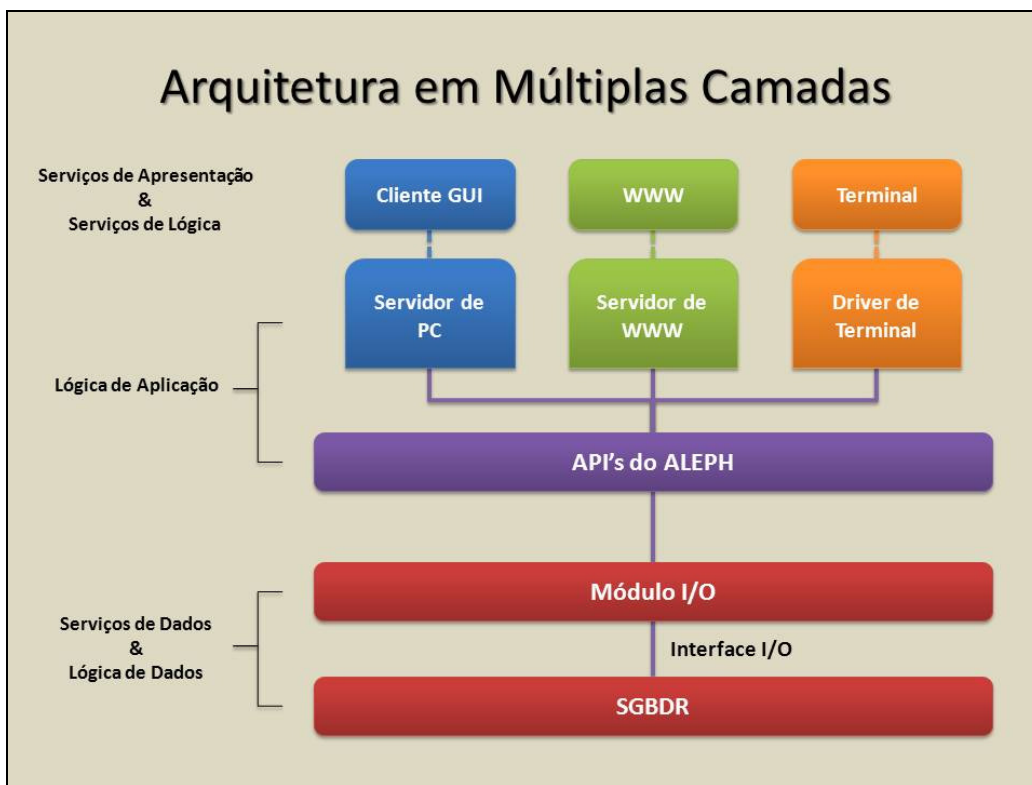 Arquitetura em Múltiplas Camadas
Serviços de Apresentação
&
Serviços de Lógica
Cliente GUI
WWW
Terminal
Servidor de
PC
Servidor de
WWW
Driver de
Terminal
Lógica de Aplicação
API's do ALEPH
Módulo I/O
Serviços de Dados
&
Lógica de Dados
Interface I/O
SGBDR